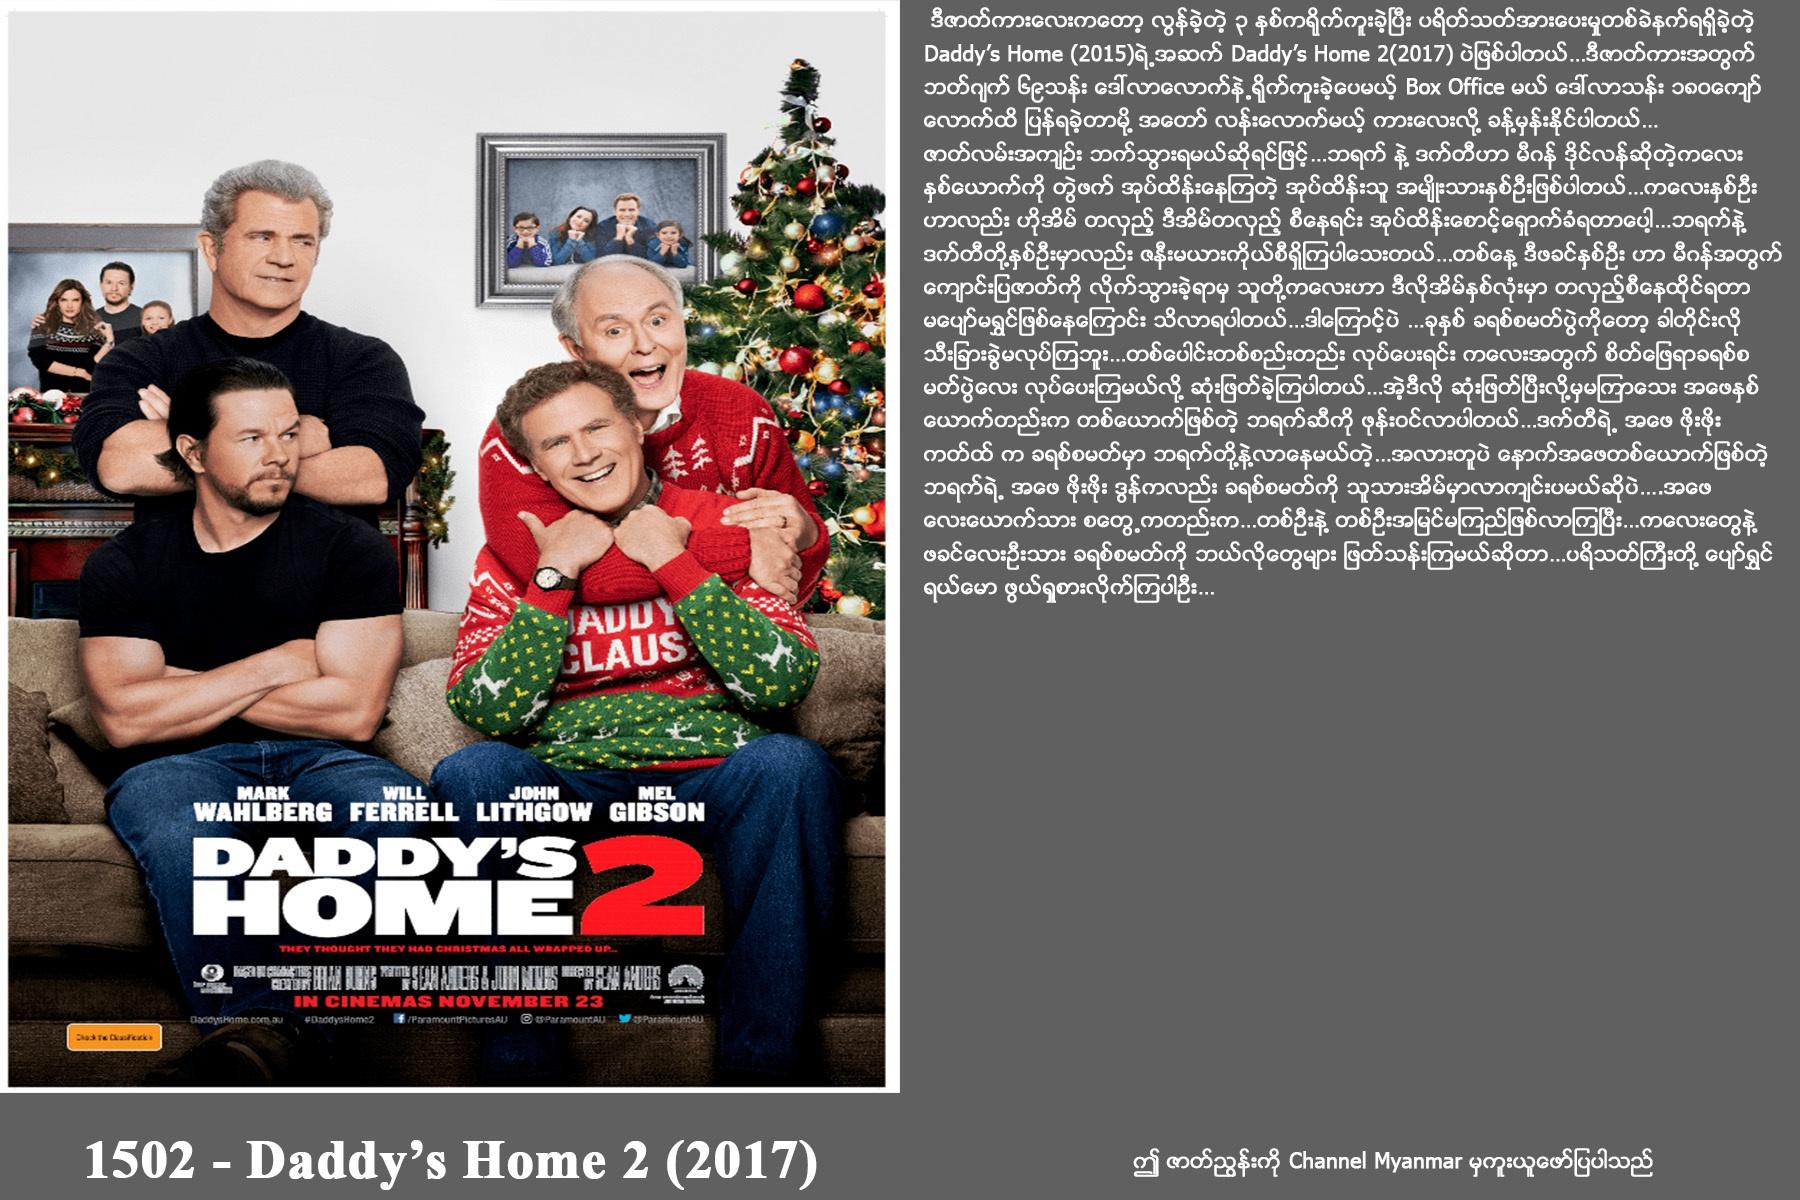 ဒီဇာတ်ကားလေးကတော့ လွန်ခဲ့တဲ့ ၃ နှစ်ကရိုက်ကူးခဲ့ပြီး ပရိတ်သတ်အားပေးမှုတစ်ခဲနက်ရရှိခဲ့တဲ့
Daddy's Home (2015)ရဲ့အဆက် Daddy's Home 2(2017) ပဲဖြစ်ပါတယ်...ဒီဇာတ်ကားအတွက်
ဘတ်ဂျက် ၆၉သန်း ဒေါ်လာလောက်နဲ့ရိုက်ကူးခဲ့ပေမယ့် Box Office မယ် ဒေါ်လာသန်း ၁၈၀ကျော်
လောက်ထိ ပြန်ရခဲ့တာမို့ အတော် လန်းလောက်မယ့် ကားလေးလို့ ခန့်မှန်းနိုင်ပါတယ်...
ဇာတ်လမ်းအကျဉ်း ဘက်သွားရမယ်ဆိုရင်ဖြင့်...ဘရက် နဲ့ ဒက်တီဟာ မီဂန် ဒိုင်လန်ဆိုတဲ့ကလေး
နှစ်ယောက်ကို တွဲဖက် အုပ်ထိန်းနေကြတဲ့ အုပ်ထိန်းသူ အမျိုးသားနှစ်ဦးဖြစ်ပါတယ်...ကလေးနှစ်ဦး
ဟာလည်း ဟိုအိမ် တလှည့် ဒီအိမ်တလှည့် စီနေရင်း အုပ်ထိန်းစောင့်ရှောက်ခံရတာပေါ့...ဘရက်နဲ့
ဒက်တီတို့နှစ်ဦးမှာလည်း ဇနီးမယားကိုယ်စီရှိကြပါသေးတယ်...တစ်နေ့ ဒီဖခင်နှစ်ဦး ဟာ မီဂန်အတွက်
ကျောင်းပြဇာတ်ကို လိုက်သွားခဲ့ရာမှ သူတို့ကလေးဟာ ဒီလိုအိမ်နှစ်လုံးမှာ တလှည့်စီနေထိုင်ရတာ
မပျော်မရွှင်ဖြစ်နေကြောင်း သိလာရပါတယ်...ဒါကြောင့်ပဲ ...ခုနှစ် ခရစ်စမတ်ပွဲကိုတော့ ခါတိုင်းလို
သီးခြားခွဲမလုပ်ကြဘူး...တစ်ပေါင်းတစ်စည်းတည်း လုပ်ပေးရင်း ကလေးအတွက် စိတ်ဖြေရာခရစ်စ
မတ်ပွဲလေး လုပ်ပေးကြမယ်လို့ ဆုံးဖြတ်ခဲ့ကြပါတယ်...အဲ့ဒီလို ဆုံးဖြတ်ပြီးလို့မှမကြာသေး အဖေနှစ်
ယောက်တည်းက တစ်ယောက်ဖြစ်တဲ့ ဘရက်ဆီကို ဖုန်းဝင်လာပါတယ်...ဒက်တီရဲ့ အဖေ ဖိုးဖိုး
ကတ်ထ် က ခရစ်စမတ်မှာ ဘရက်တို့နဲ့လာနေမယ်တဲ့...အလားတူပဲ နောက်အဖေတစ်ယောက်ဖြစ်တဲ့
ဘရက်ရဲ့ အဖေ ဖိုးဖိုး ဒွန်ကလည်း ခရစ်စမတ်ကို သူသားအိမ်မှာလာကျင်းပမယ်ဆိုပဲ....အဖေ
လေးယောက်သား စတွေ့ကတည်းက...တစ်ဦးနဲ့ တစ်ဦးအမြင်မကြည်ဖြစ်လာကြပြီး...ကလေးတွေနဲ့
ဖခင်လေးဦးသား ခရစ်စမတ်ကို ဘယ်လိုတွေများ ဖြတ်သန်းကြမယ်ဆိုတာ...ပရိသတ်ကြီးတို့ ပျော်ရွှင်
ရယ်မော ဖွယ်ရှုစားလိုက်ကြပါဦး...
DADDY
CLAUS
MARK WAHLBERG WILL FERRELL JOHN LITHGOW MEL GIBSON
DADDY'S
HOME 2
THEY THOUGHT THEY HAD CHRISTMAS ALL WRAPPED UP...
BRIAN BURNS SEAN ANDERS & JOHN MORRIS SEAN ANDERS
IN CINEMAS NOVEMBER 23
DaddysHome.com.au #DaddysHome2 /ParamountPicturesAU @ParamountAU @ParamountAU
Check the Classification
1502 - Daddy's Home 2 (2017)
ဤ ဇာတ်ညွှန်းကို Channel Myanmar မှကူးယူဖော်ပြပါသည်